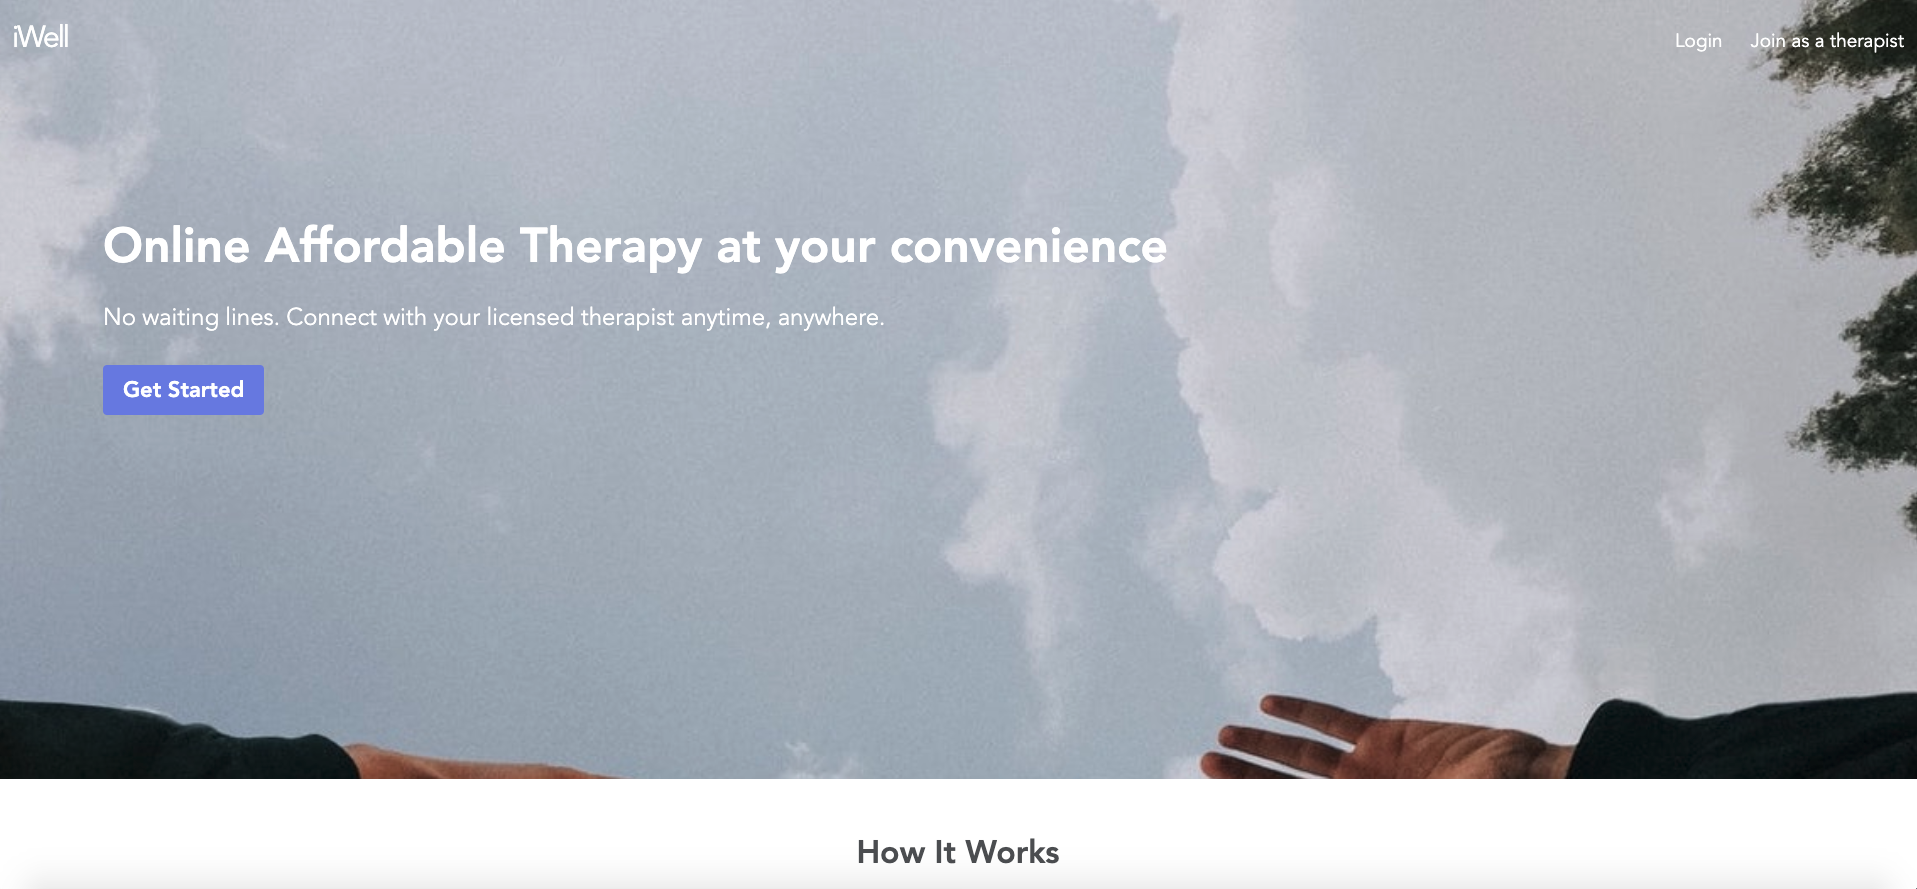 iWell
Login
Join as a therapist
Online Affordable Therapy at your convenience
No waiting lines. Connect with your licensed therapist anytime, anywhere.
Get Started
How It Works